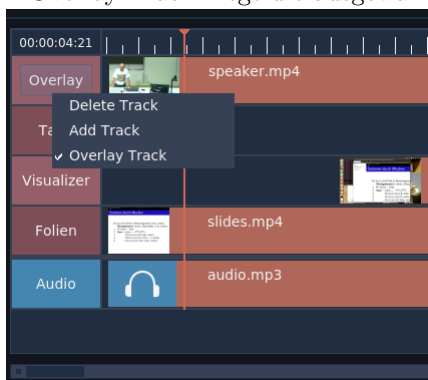 00:00:04:21
Overlay
speaker.mp4
Delete Track
Add Track
Overlay Track
Visualizer
Folien
slides.mp4
Audio
audio.mp3